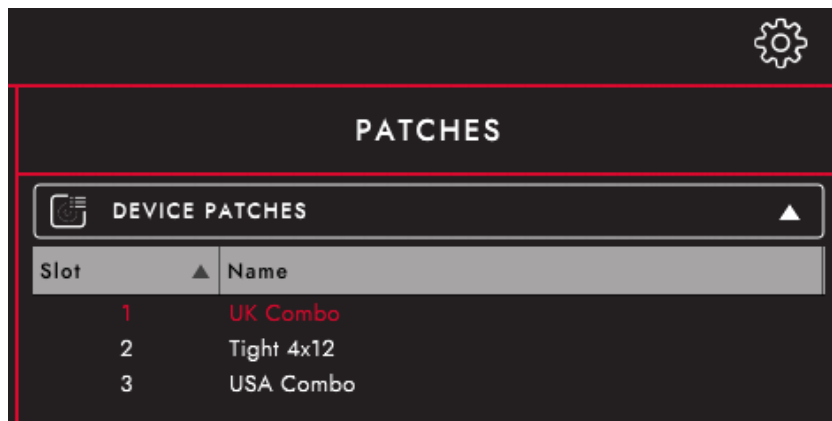 PATCHES
DEVICE PATCHES
Slot Name
1 UK Combo
2 Tight 4x12
3 USA Combo